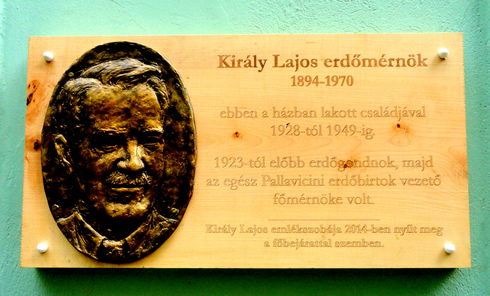 Király Lajos erdőmérnök
1894-1970
ebben a házban lakott családjával
1928-tól 1949-ig.
1923-tól előbb erdőgondnok, majd
az egész Pallavicini erdőbirtok vezető
főmérnöke volt.
Király Lajos emlékszobája 2014-ben nyílt meg
a főbejárattal szemben.